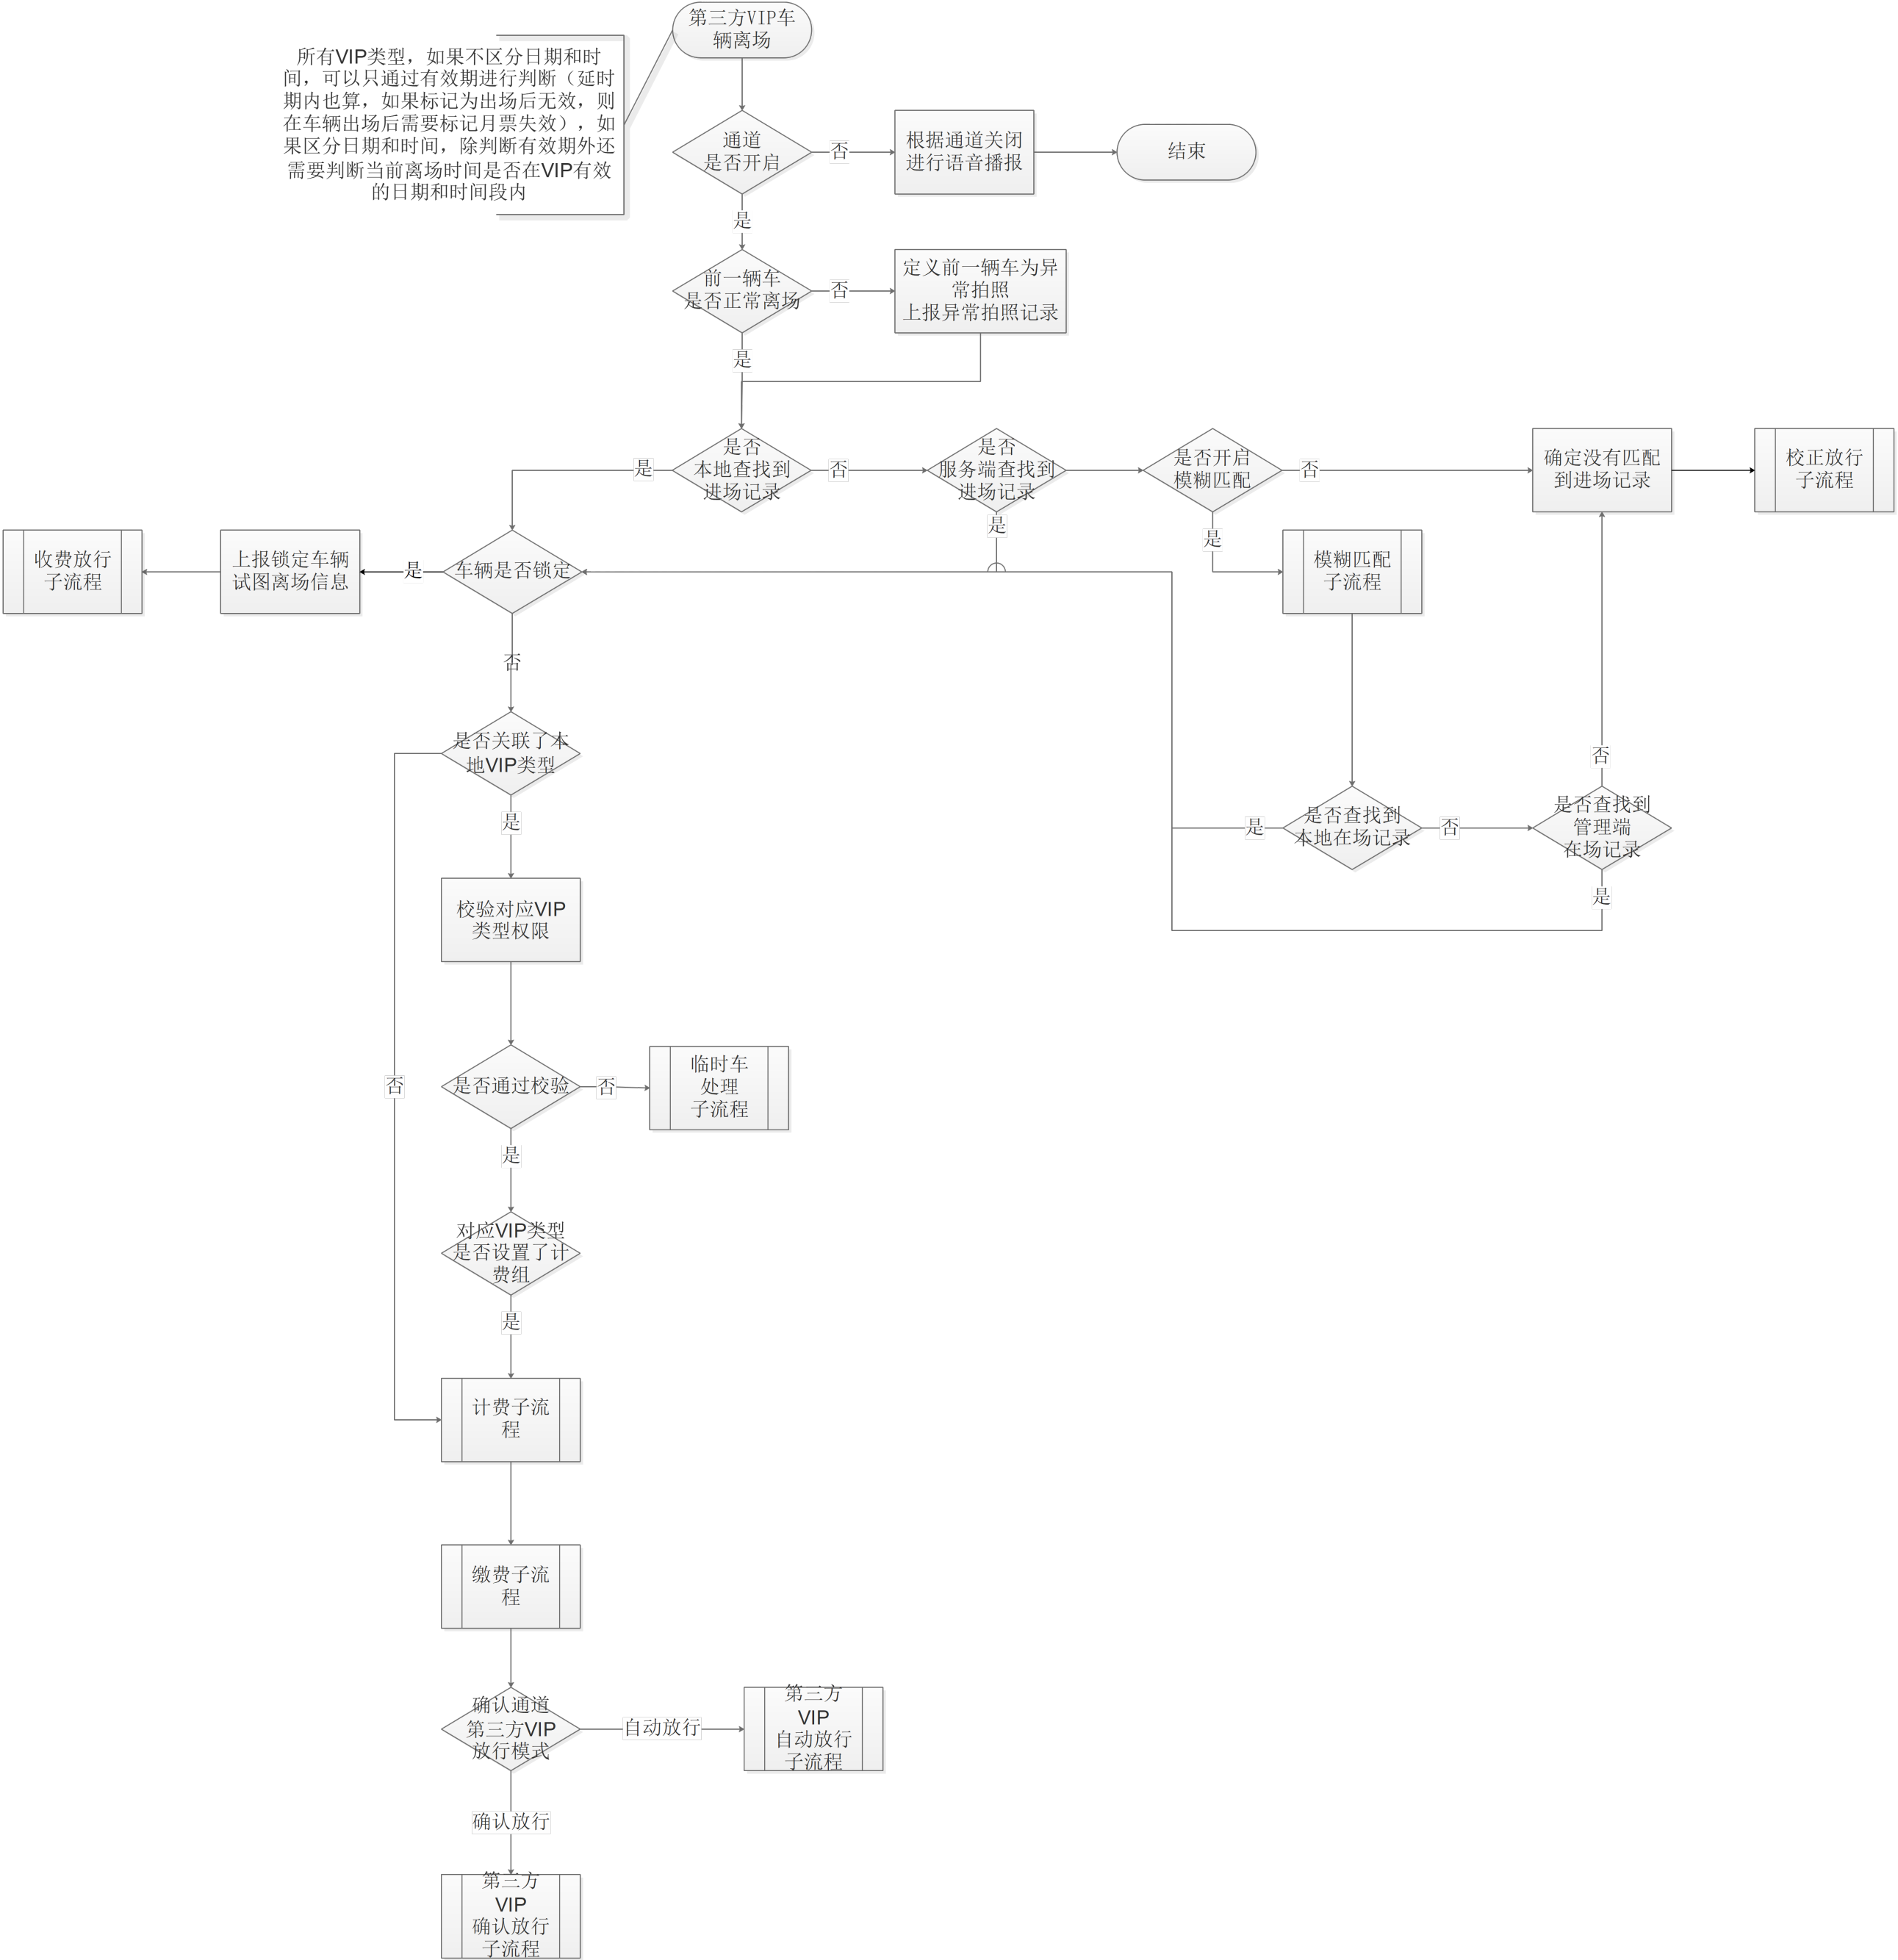 第三方VIP车
辆离场
所有VIP类型，如果不区分日期和时
间，可以只通过有效期进行判断（延时
期内也算，如果标记为出场后无效，则
在车辆出场后需要标记月票失效），如
果区分日期和时间，除判断有效期外还
需要判断当前离场时间是否在VIP有效
的日期和时间段内
通道
是否开启
否
根据通道关闭
进行语音播报
结束
是
前一辆车
是否正常离场
否
定义前一辆车为异
常拍照
上报异常拍照记录
是
是否
本地查找到
进场记录
是
否
是否
服务端查找到
进场记录
是否开启
模糊匹配
否
确定没有匹配
到进场记录
校正放行
子流程
是
是
收费放行
子流程
上报锁定车辆
试图离场信息
是
车辆是否锁定
模糊匹配
子流程
否
是否关联了本
地VIP类型
否
是
是
是否查找到
本地在场记录
否
是否查找到
管理端
在场记录
是
校验对应VIP
类型权限
否
是否通过校验
否
临时车
处理
子流程
是
对应VIP类型
是否设置了计
费组
是
计费子流
程
缴费子流
程
确认通道
第三方VIP
放行模式
自动放行
第三方
VIP
自动放行
子流程
确认放行
第三方
VIP
确认放行
子流程